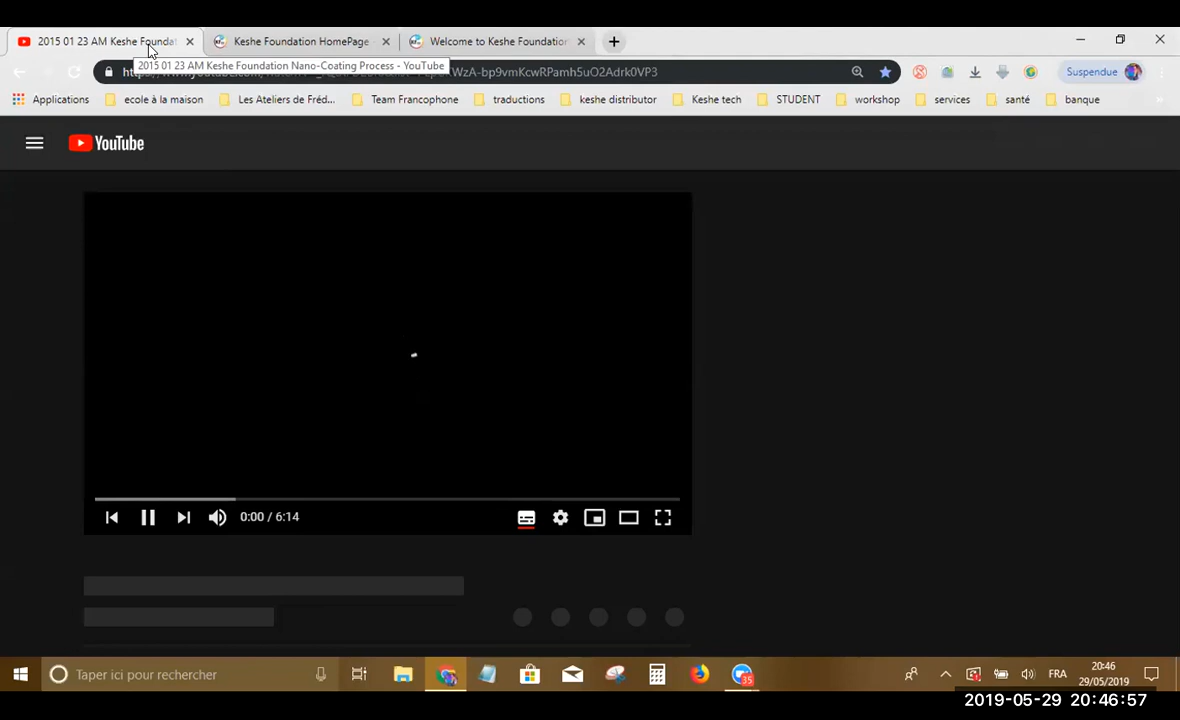 2015 01 23 AM Keshe Foundat
Keshe Foundation HomePage
Welcome to Keshe Foundation
2015 01 23 AM Keshe Foundation Nano-Coating Process - YouTube
Suspendue
Applications
ecole à la maison
Les Ateliers de Fréd...
Team Francophone
traductions
keshe distributor
Keshe tech
STUDENT
workshop
services
santé
banque
YouTube
0:00 / 6:14
Taper ici pour rechercher
35
FRA
20:46
29/05/2019
2019-05-29 20:46:57